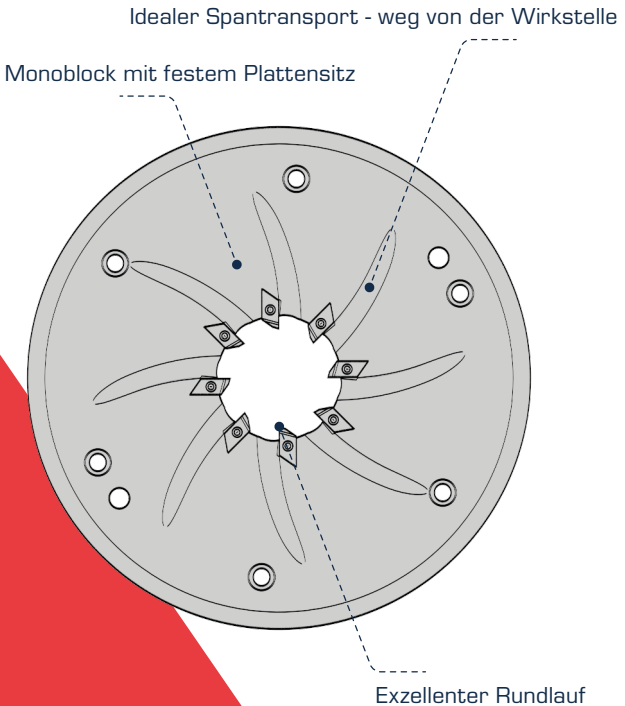 Idealer Spantransport - weg von der Wirkstelle
Monoblock mit festem Plattensitz
Exzellenter Rundlauf